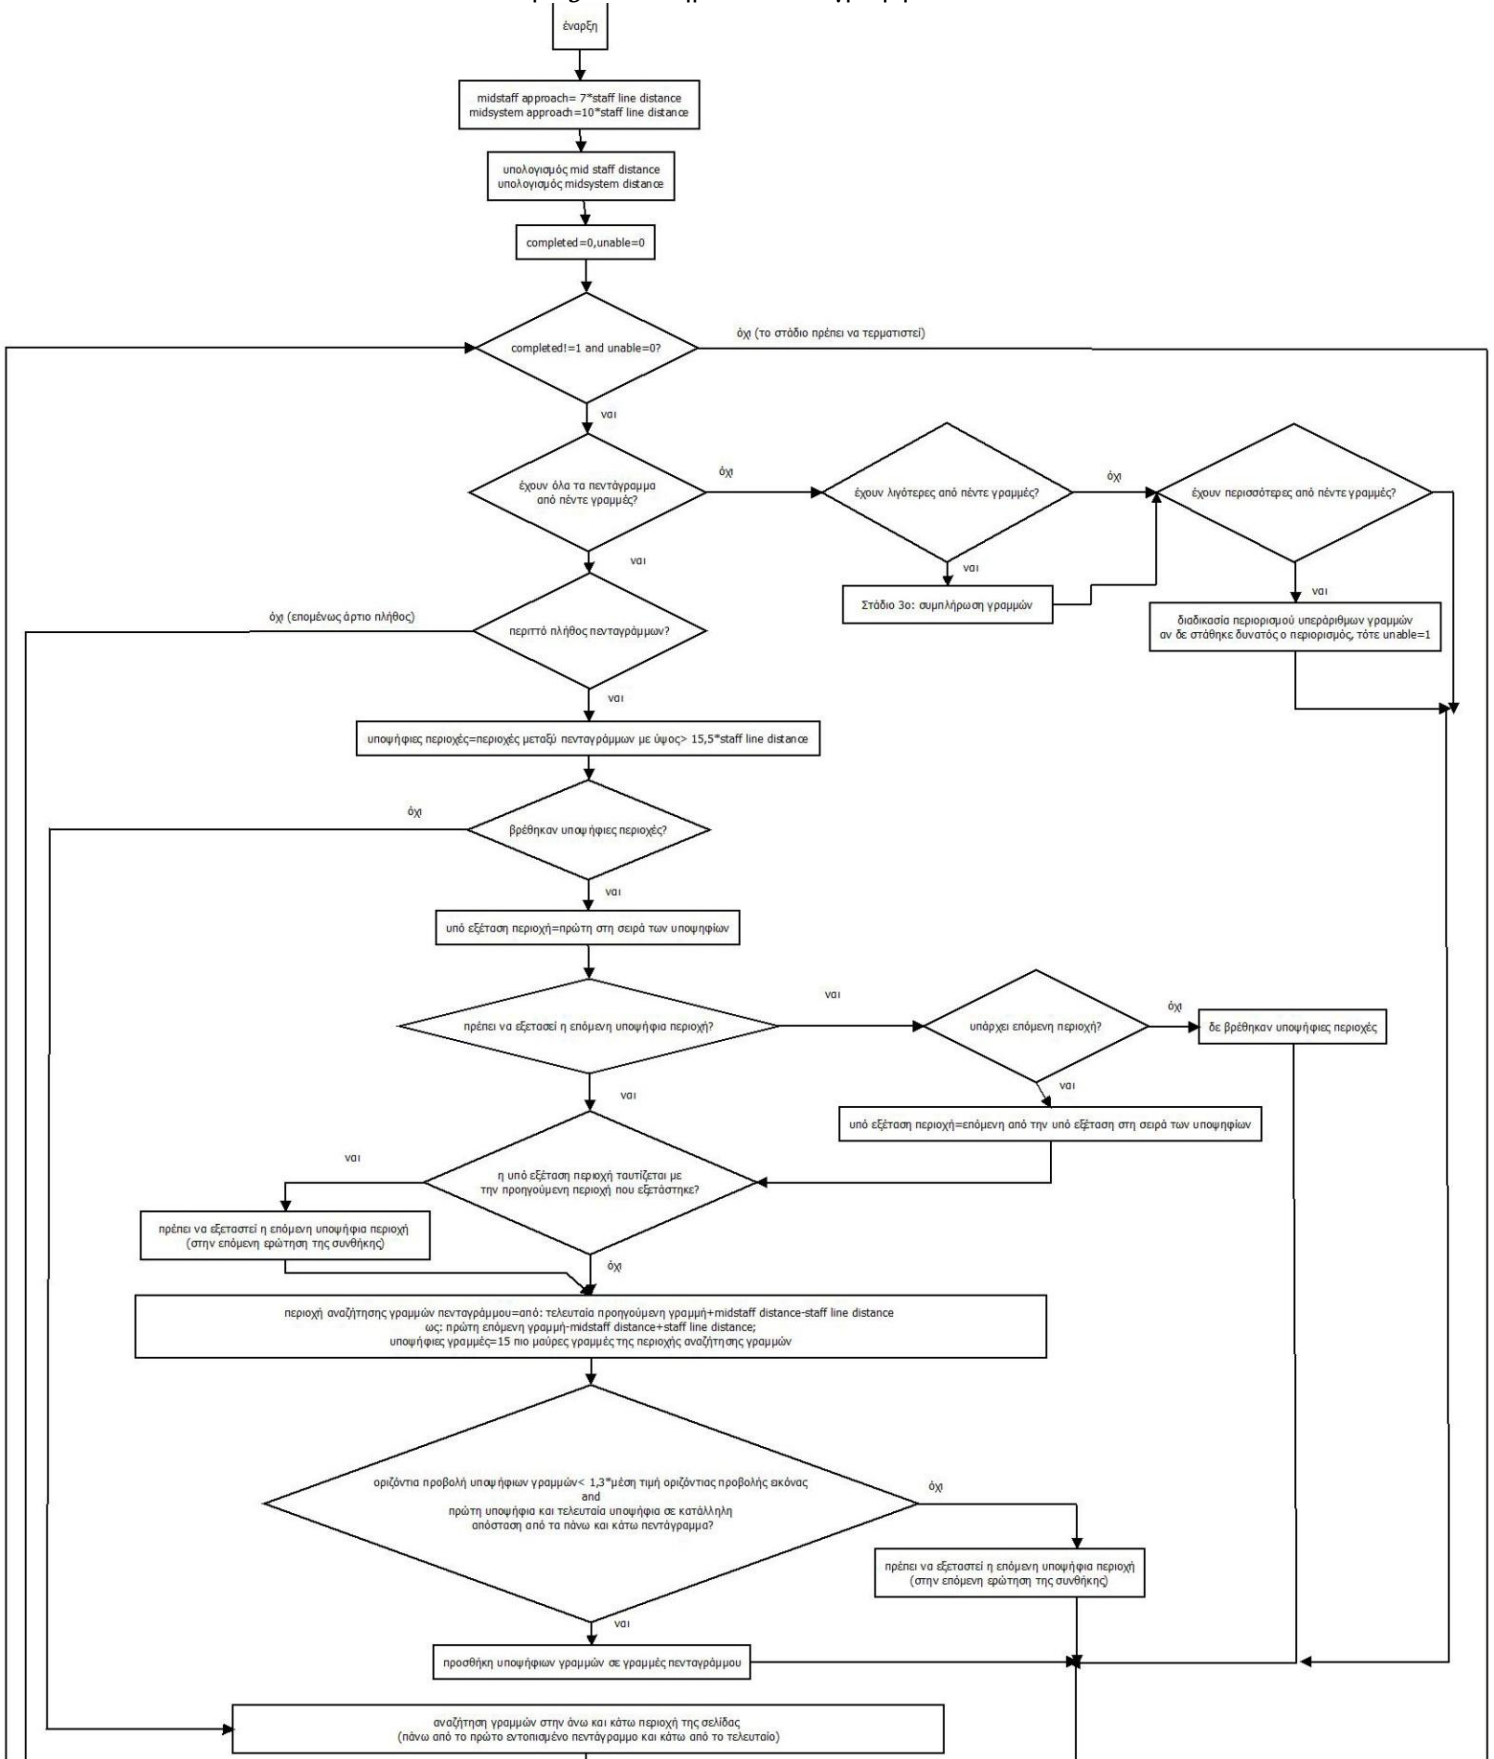 έναρξη
midstaff approach= 7*staff line distance
midsystem approach=10*staff line distance
υπολογισμός mid staff distance
υπολογισμός midsystem distance
completed=0,unable=0
completed!=1 and unable=0?
όχι (το στάδιο πρέπει να τερματιστεί)
ναι
έχουν όλα τα πεντάγραμμα
από πέντε γραμμές?
όχι
έχουν λιγότερες από πέντε γραμμές?
όχι
έχουν περισσότερες από πέντε γραμμές?
ναι
ναι
Στάδιο 3ο: συμπλήρωση γραμμών
ναι
διαδικασία περιορισμού υπεράριθμων γραμμών
αν δε στάθηκε δυνατός ο περιορισμός, τότε unable=1
όχι (επομένως άρτιο πλήθος)
περιττό πλήθος πενταγράμμων?
ναι
υποψήφιες περιοχές=περιοχές μεταξύ πενταγράμμων με ύψος> 15,5*staff line distance
όχι
βρέθηκαν υποψήφιες περιοχές?
ναι
υπό εξέταση περιοχή=πρώτη στη σειρά των υποψηφίων
πρέπει να εξετασεί η επόμενη υποψήφια περιοχή?
ναι
υπάρχει επόμενη περιοχή?
όχι
δε βρέθηκαν υποψήφιες περιοχές
ναι
ναι
υπό εξέταση περιοχή=επόμενη από την υπό εξέταση στη σειρά των υποψηφίων
ναι
η υπό εξέταση περιοχή ταυτίζεται με
την προηγούμενη περιοχή που εξετάστηκε?
πρέπει να εξεταστεί η επόμενη υποψήφια περιοχή
(στην επόμενη ερώτηση της συνθήκης)
όχι
περιοχή αναζήτησης γραμμών πενταγράμμου=από: τελευταία προηγούμενη γραμμή+midstaff distance-staff line distance
ως: πρώτη επόμενη γραμμή-midstaff distance+staff line distance;
υποψήφιες γραμμές=15 πιο μαύρες γραμμές της περιοχής αναζήτησης γραμμών
οριζόντια προβολή υποψήφιων γραμμών< 1,3*μέση τιμή οριζόντιας προβολής εικόνας
and
πρώτη υποψήφια και τελευταία υποψήφια σε κατάλληλη
απόσταση από τα πάνω και κάτω πεντάγραμμα?
όχι
πρέπει να εξεταστεί η επόμενη υποψήφια περιοχή
(στην επόμενη ερώτηση της συνθήκης)
ναι
προσθήκη υποψήφιων γραμμών σε γραμμές πενταγράμμου
αναζήτηση γραμμών στην άνω και κάτω περιοχή της σελίδας
(πάνω από το πρώτο εντοπισμένο πεντάγραμμο και κάτω από το τελευταίο)